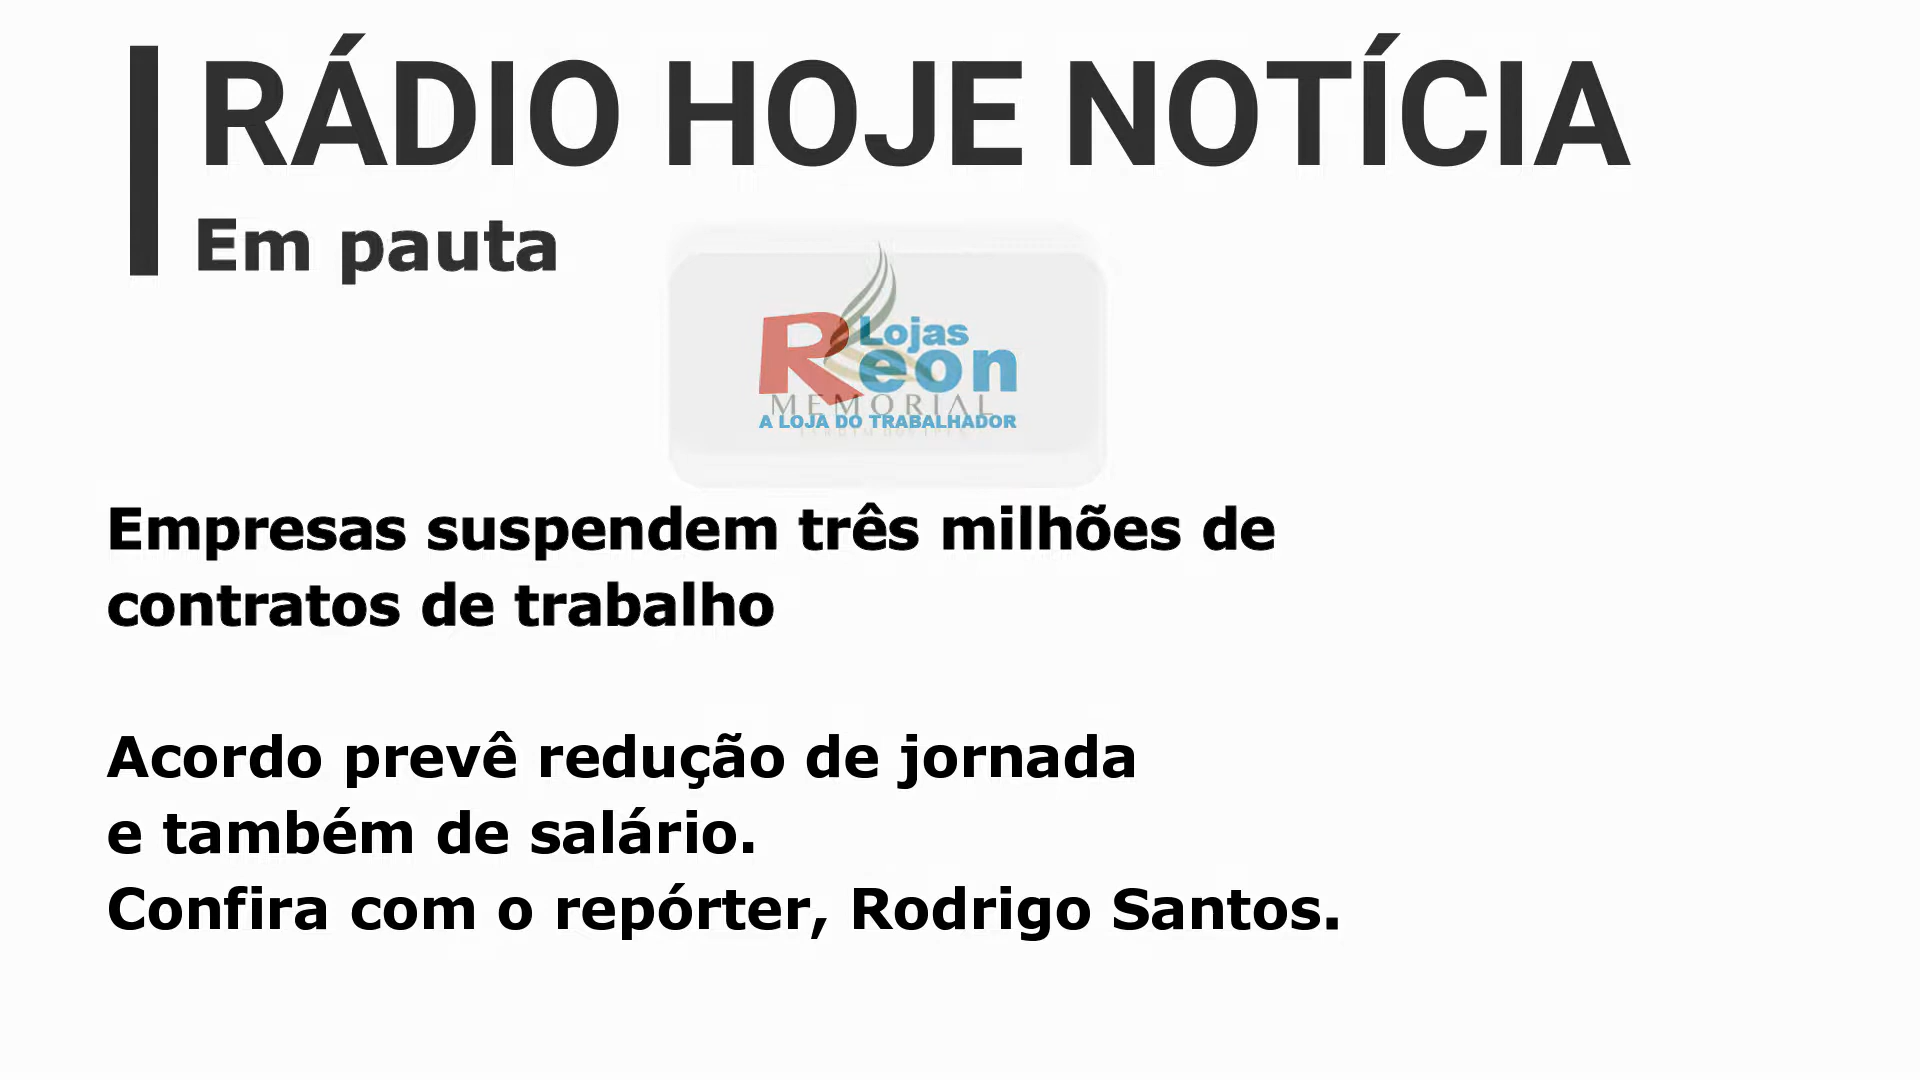 RÁDIO HOJE NOTÍCIA
Em pauta
Lojas
Reon
MEMORIAL
A LOJA DO TRABALHADOR
Empresas suspendem três milhões de
contratos de trabalho
Acordo prevê redução de jornada
e também de salário.
Confira com o repórter, Rodrigo Santos.